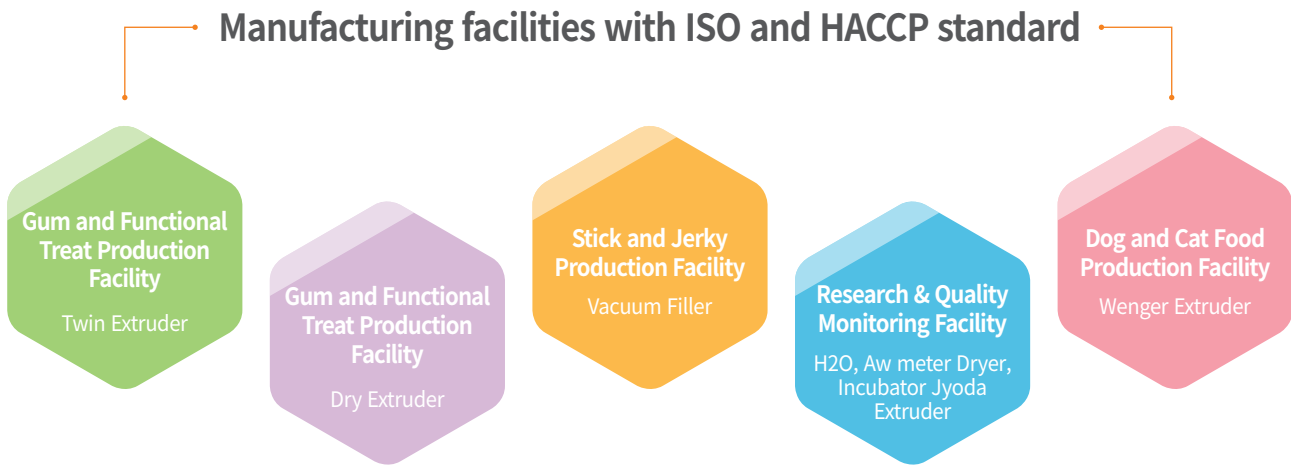 Manufacturing facilities with ISO and HACCP standard
Gum and Functional
Treat Production
Facility
Twin Extruder
Gum and Functional
Treat Production
Facility
Dry Extruder
Stick and Jerky
Production Facility
Vacuum Filler
Research & Quality
Monitoring Facility
H2O, Aw meter Dryer,
Incubator Jyoda
Extruder
Dog and Cat Food
Production Facility
Wenger Extruder